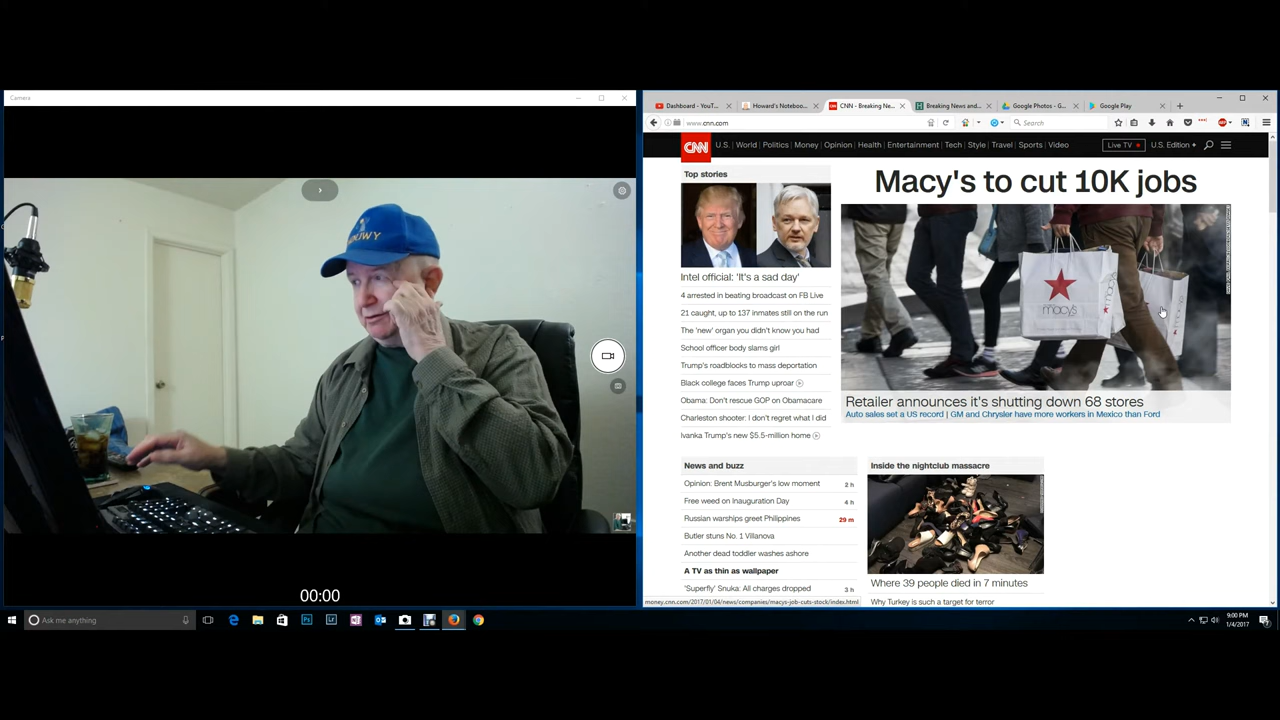 Camera
00:00
Dashboard - YouT...
Howard's Noteboo...
CNN - Breaking Ne...
Breaking News and...
Google Photos - G...
Google Play
www.cnn.com
Search
CNN
U.S.
World
Politics
Money
Opinion
Health
Entertainment
Tech
Style
Travel
Sports
Video
Live TV
U.S. Edition
Top stories
Intel official: 'It's a sad day'
4 arrested in beating broadcast on FB Live
21 caught, up to 137 inmates still on the run
The 'new' organ you didn't know you had
School officer body slams girl
Trump's roadblocks to mass deportation
Black college faces Trump uproar
Obama: Don't rescue GOP on Obamacare
Charleston shooter: I don't regret what I did
Ivanka Trump's new $5.5-million home
Macy's to cut 10K jobs
macy's
Retailer announces it's shutting down 68 stores
Auto sales set a US record | GM and Chrysler have more workers in Mexico than Ford
News and buzz
Opinion: Brent Musburger's low moment 2 h
Free weed on Inauguration Day 4 h
Russian warships greet Philippines 29 m
Butler stuns No. 1 Villanova
Another dead toddler washes ashore
A TV as thin as wallpaper
'Superfly' Snuka: All charges dropped 3 h
Inside the nightclub massacre
Where 39 people died in 7 minutes
Why Turkey is such a target for terror
money.cnn.com/2017/01/04/news/companies/macys-job-cuts-stock/index.html
Ask me anything
9:00 PM
1/4/2017